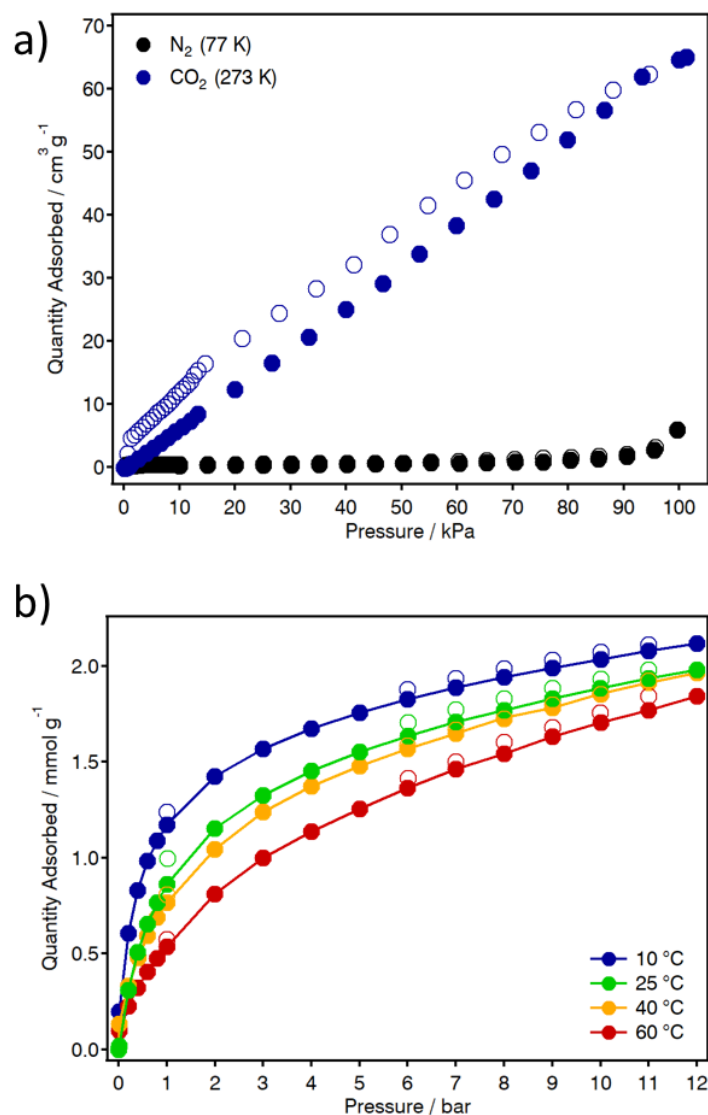 a)
N2 (77 K)
CO2 (273 K)
Quantity Adsorbed / cm3 g-1
70
60
50
40
30
20
10
0
0 10 20 30 40 50 60 70 80 90 100
Pressure / kPa
b)
Quantity Adsorbed / mmol g-1
2.0
1.5
1.0
0.5
0.0
10 °C
25 °C
40 °C
60 °C
0 1 2 3 4 5 6 7 8 9 10 11 12
Pressure / bar